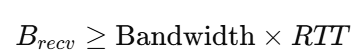 B_{recv} ≥ Bandwidth × RTT